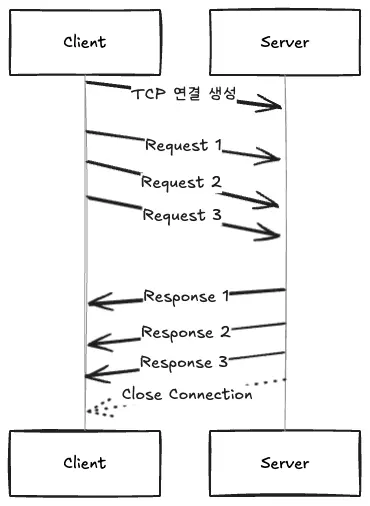 Client
Server
TCP 연결 생성
Request 1
Request 2
Request 3
Response 1
Response 2
Response 3
Close Connection
Client
Server